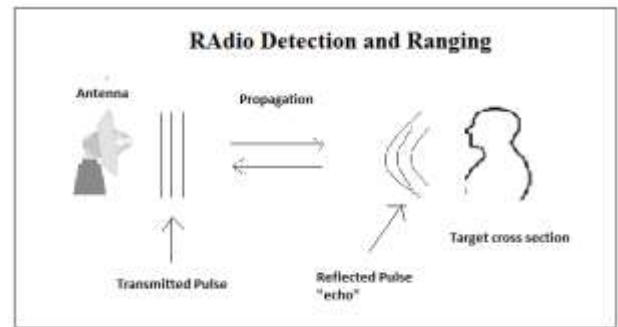 RAdio Detection and Ranging
Antenna
Propagation
Target cross section
Transmitted Pulse
Reflected Pulse
"echo"